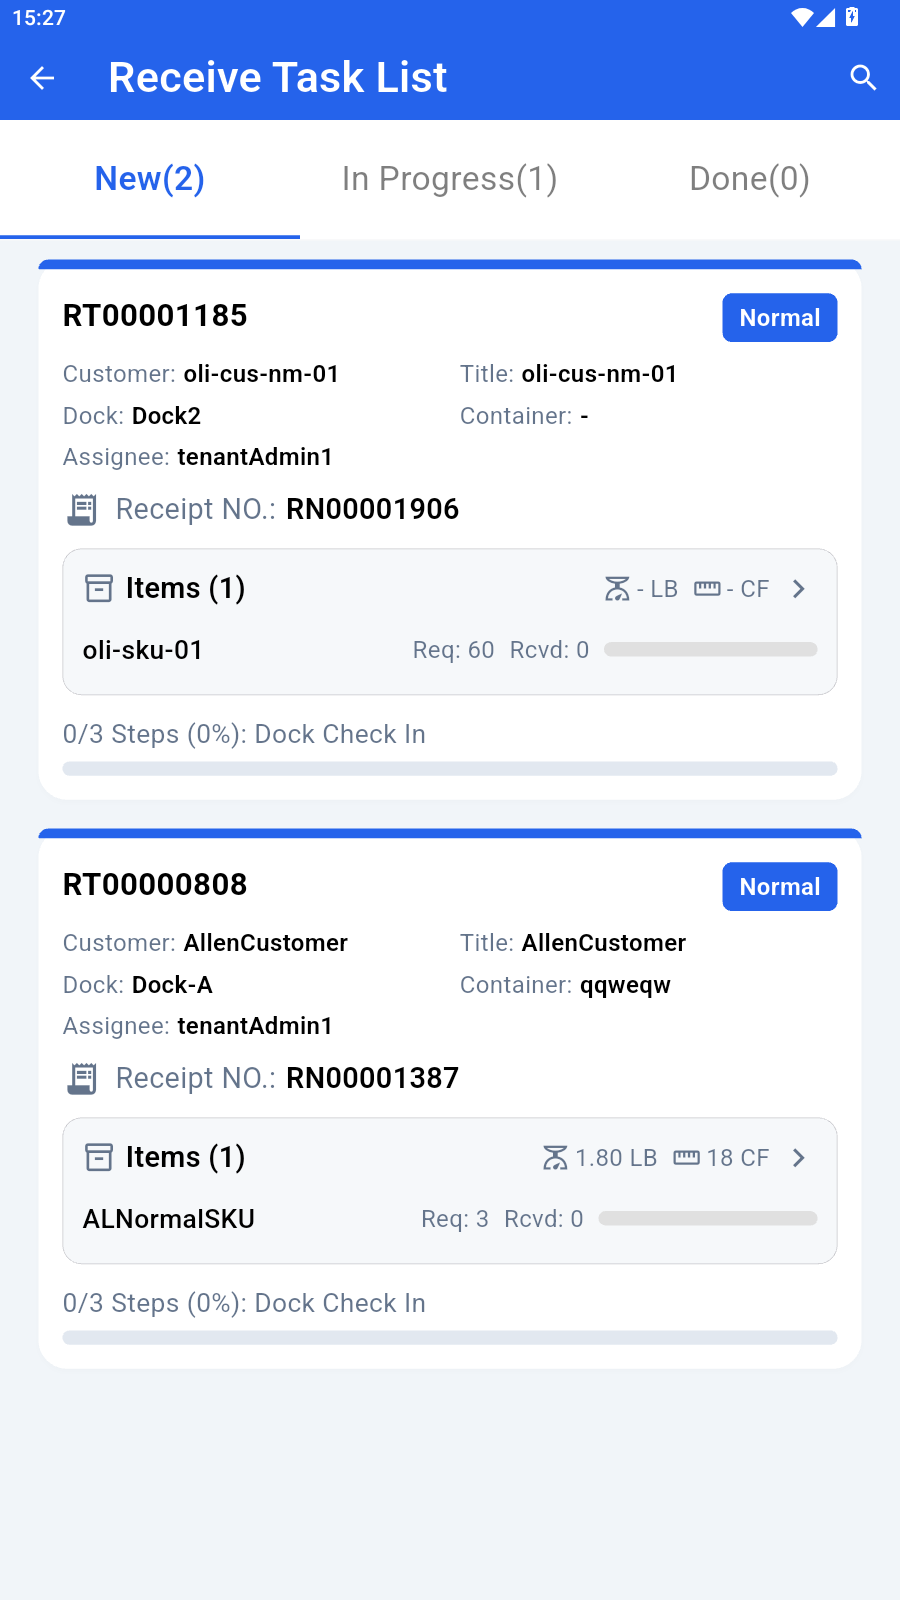 15:27
Receive Task List
New(2) In Progress(1) Done(0)
RT00001185 Normal
Customer: oli-cus-nm-01 Title: oli-cus-nm-01
Dock: Dock2 Container: -
Assignee: tenantAdmin1
Receipt NO.: RN00001906
Items (1) - LB - CF
oli-sku-01 Req: 60 Rcvd: 0
0/3 Steps (0%): Dock Check In
RT00000808 Normal
Customer: AllenCustomer Title: AllenCustomer
Dock: Dock-A Container: qqweqw
Assignee: tenantAdmin1
Receipt NO.: RN00001387
Items (1) 1.80 LB 18 CF
ALNormalSKU Req: 3 Rcvd: 0
0/3 Steps (0%): Dock Check In